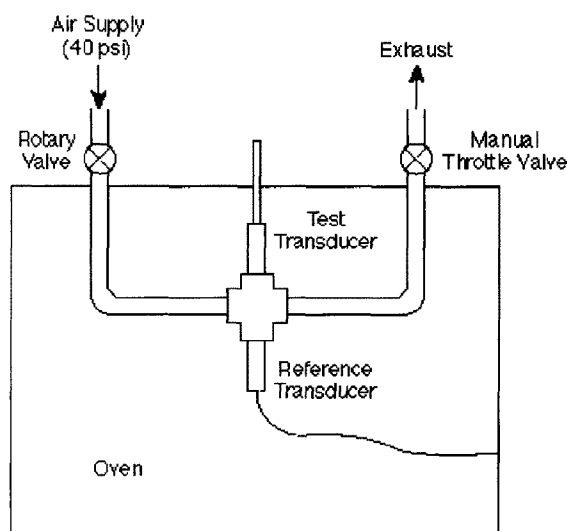 Air Supply
(40 psi)
Exhaust
Rotary
Valve
Manual
Throttle Valve
Test
Transducer
Reference
Transducer
Oven